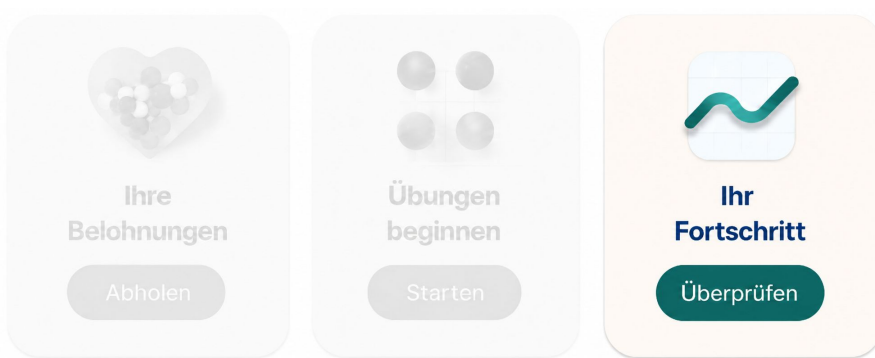 Ihre
Belohnungen
Abholen
Übungen
beginnen
Starten
Ihr
Fortschritt
Überprüfen